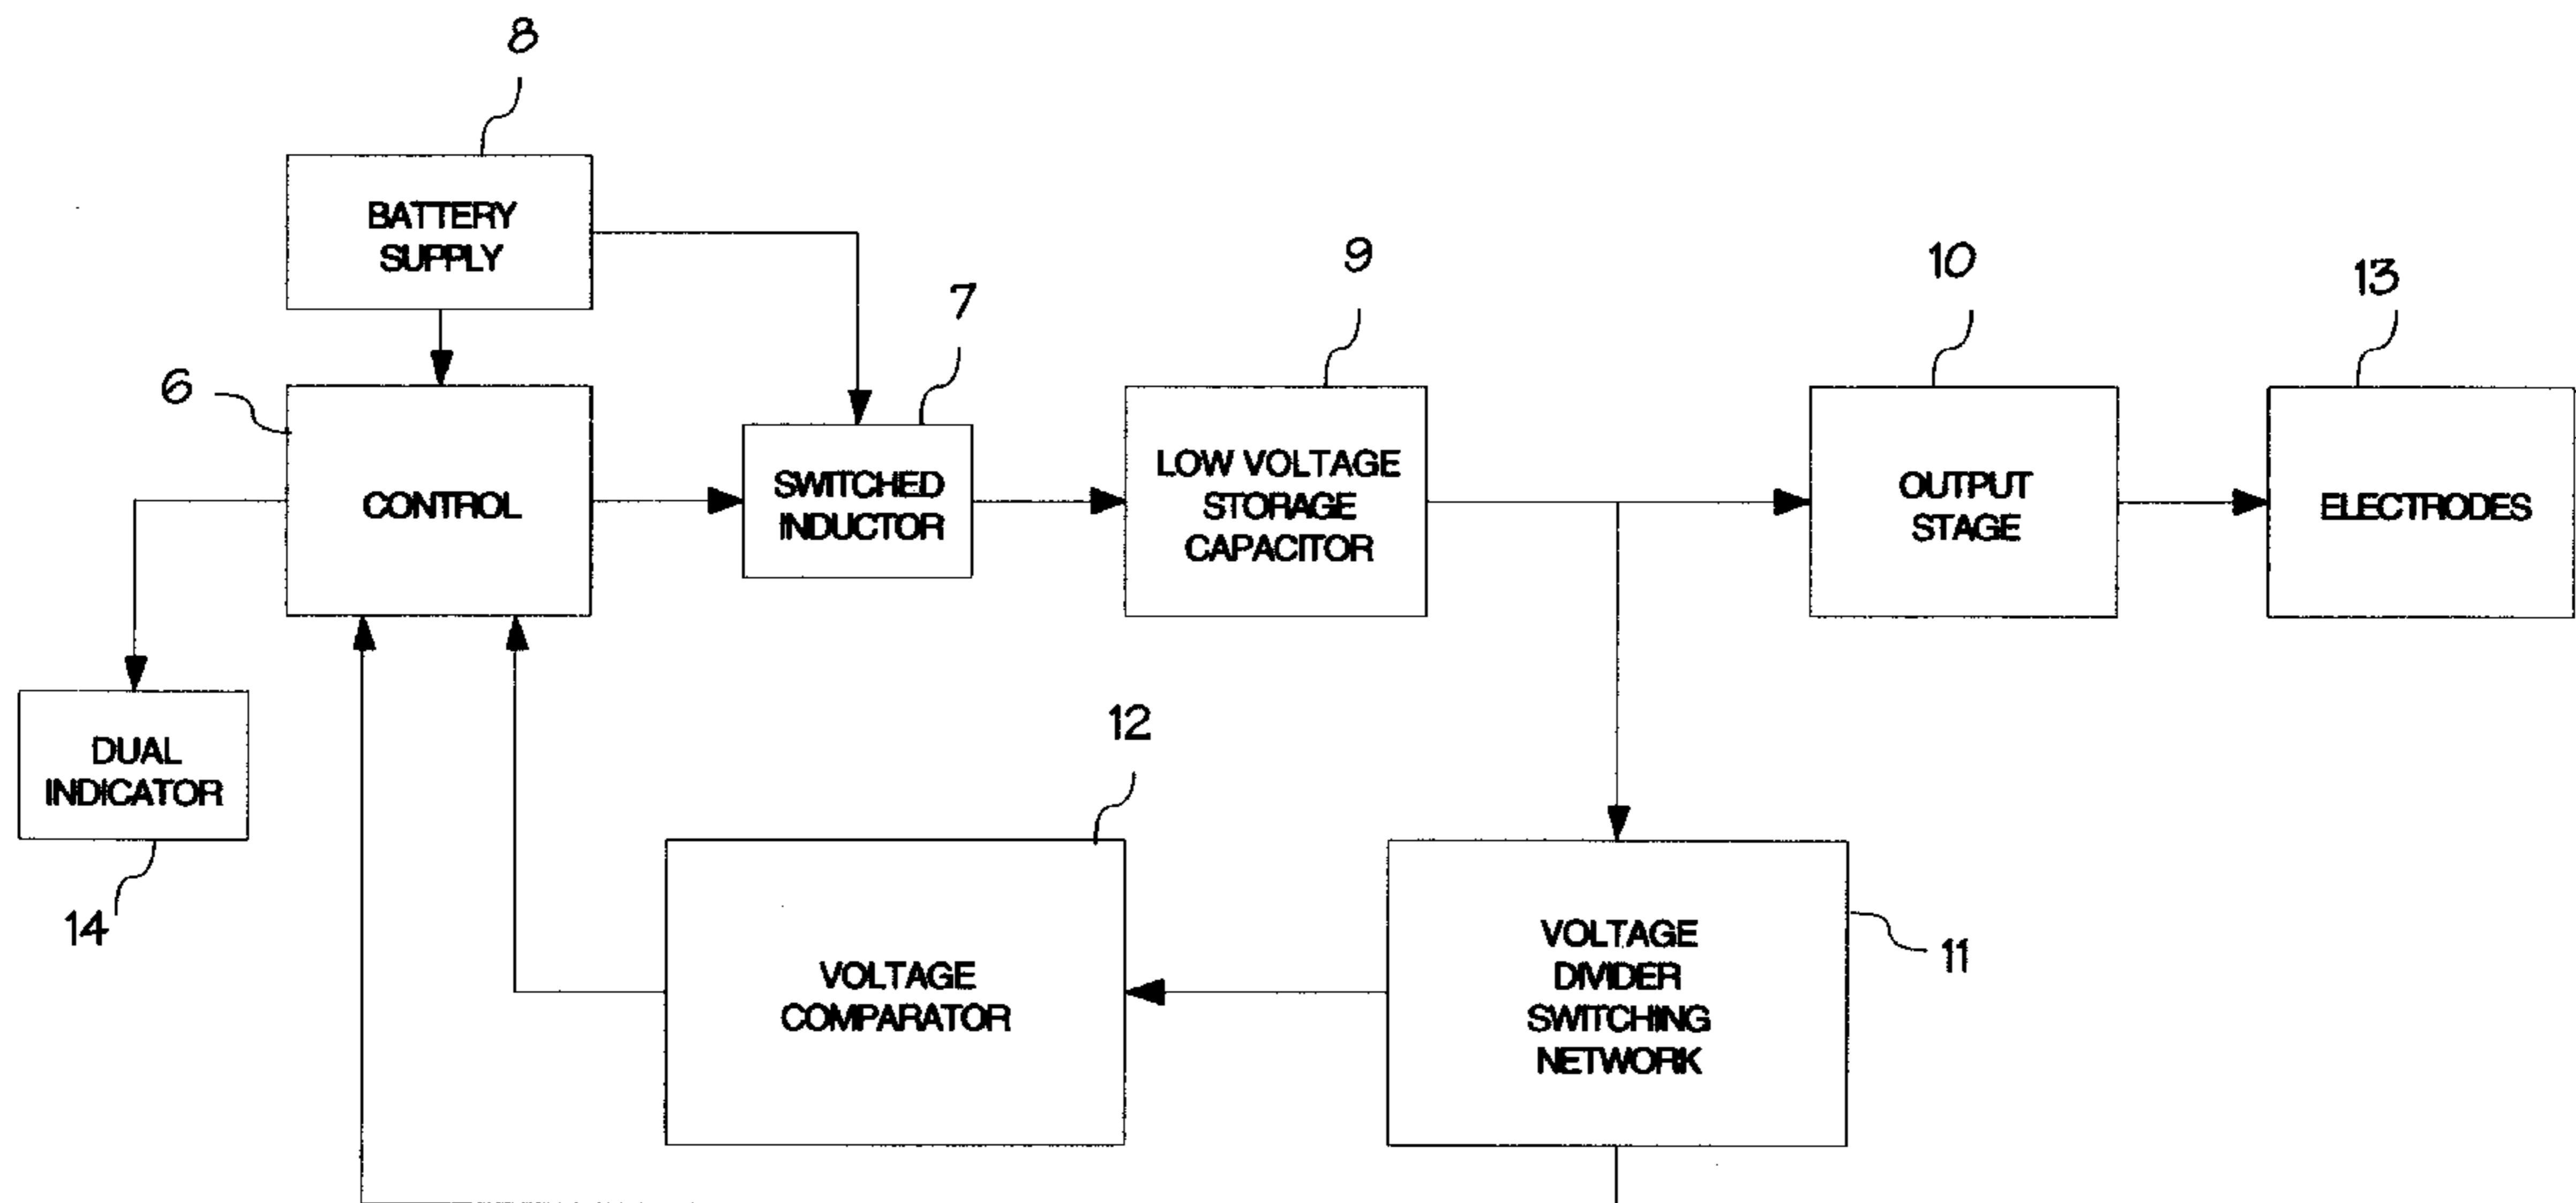 8
BATTERY
SUPPLY
7
9
10
13
6
CONTROL
SWITCHED
INDUCTOR
LOW VOLTAGE
STORAGE
CAPACITOR
OUTPUT
STAGE
ELECTRODES
DUAL
INDICATOR
14
12
VOLTAGE
COMPARATOR
VOLTAGE
DIVIDER
SWITCHING
NETWORK
11